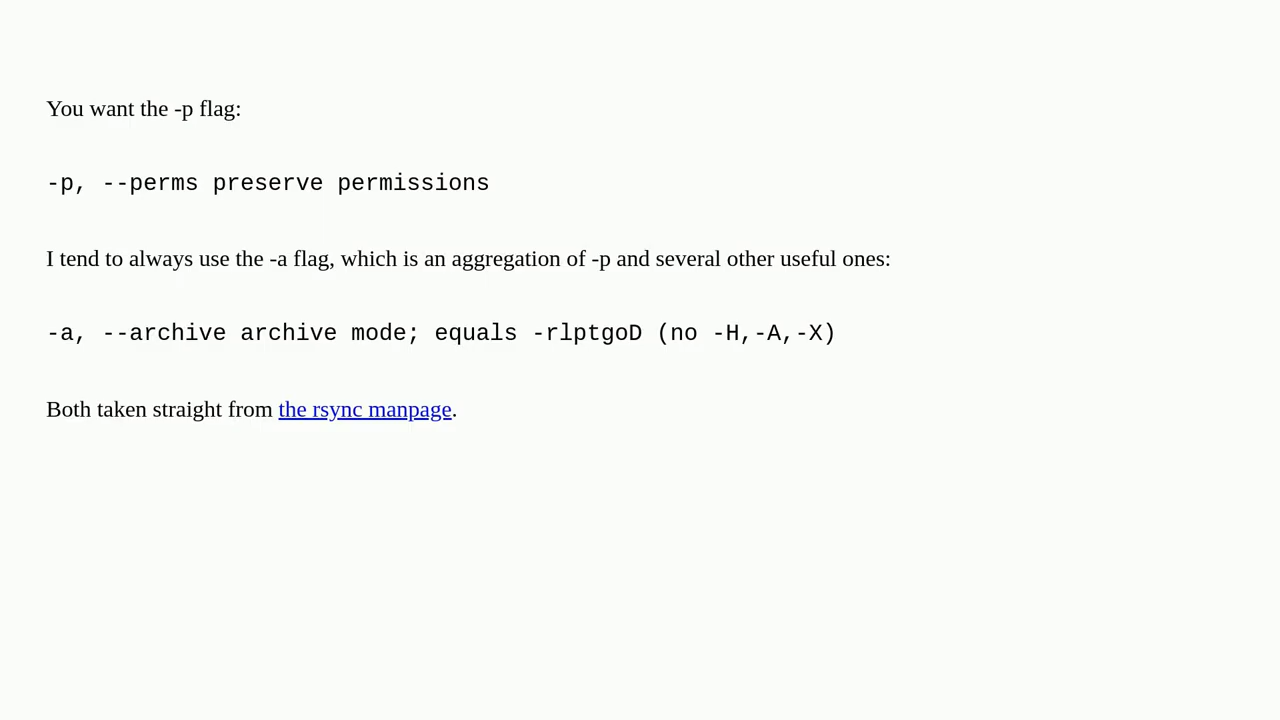 You want the -p flag:
-p, --perms preserve permissions
I tend to always use the -a flag, which is an aggregation of -p and several other useful ones:
-a, --archive archive mode; equals -rlptgoD (no -H,-A,-X)
Both taken straight from the rsync manpage.